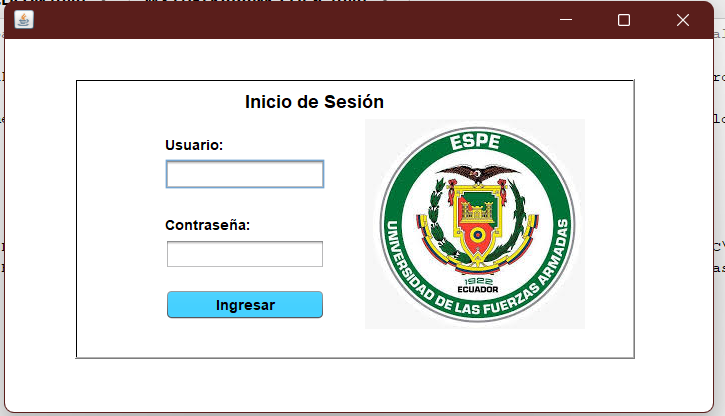 Inicio de Sesión
Usuario:
Contraseña:
Ingresar
ESPE
UNIVERSIDAD DE LAS FUERZAS ARMADAS
1922
ECUADOR